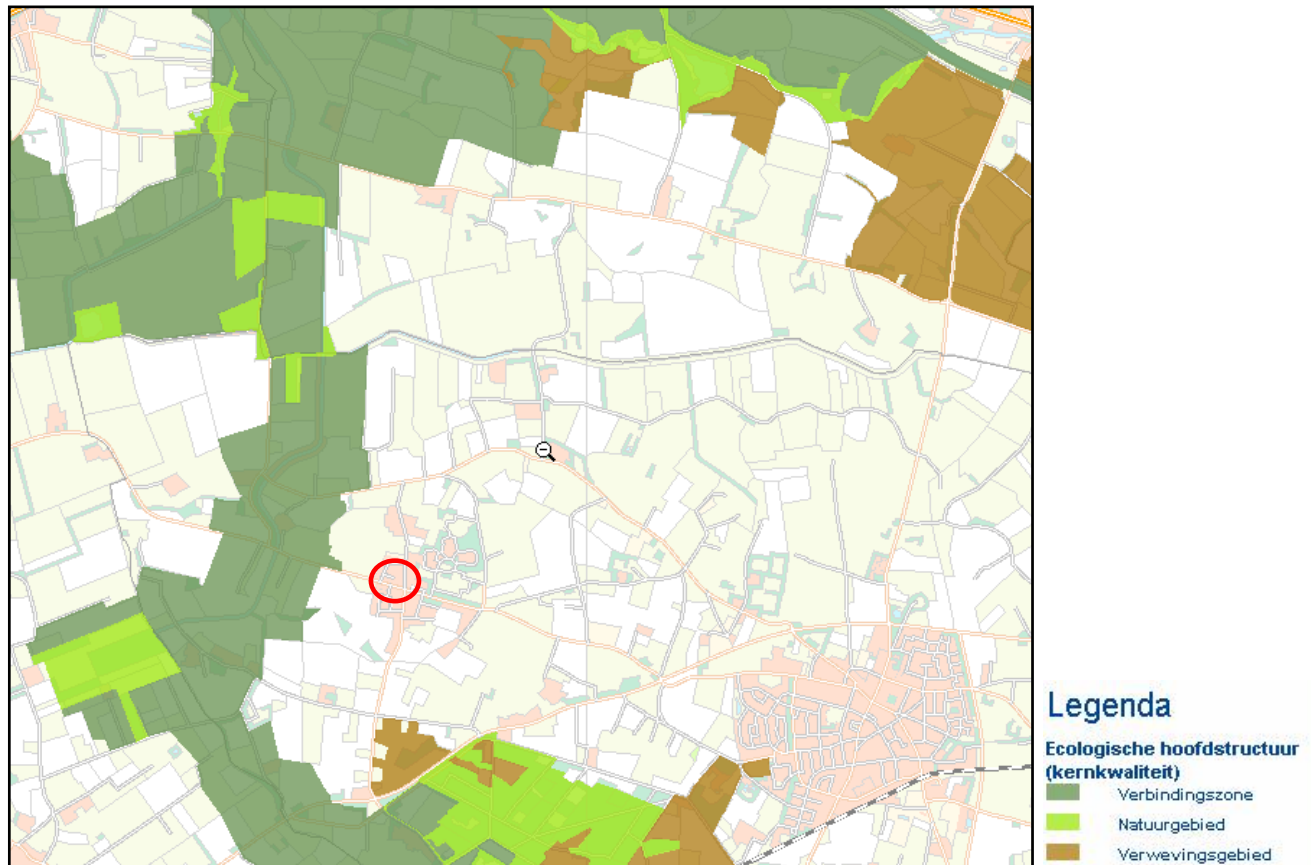 Legenda
Ecologische hoofdstructuur
(kernkwaliteit)
Verbindingszone
Natuurgebied
Verwevingsgebied